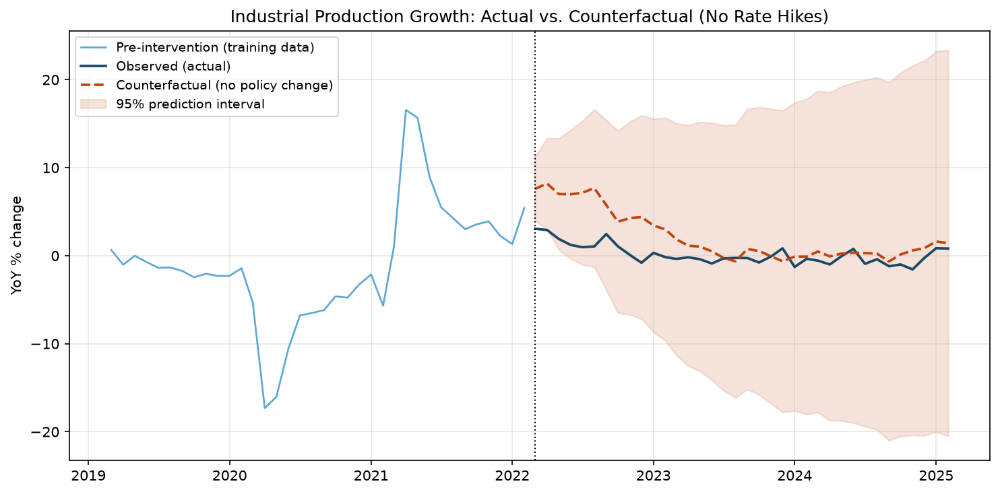 Industrial Production Growth: Actual vs. Counterfactual (No Rate Hikes)
Pre-intervention (training data)
Observed (actual)
Counterfactual (no policy change)
95% prediction interval
YoY % change
20
10
0
−10
−20
2019
2020
2021
2022
2023
2024
2025